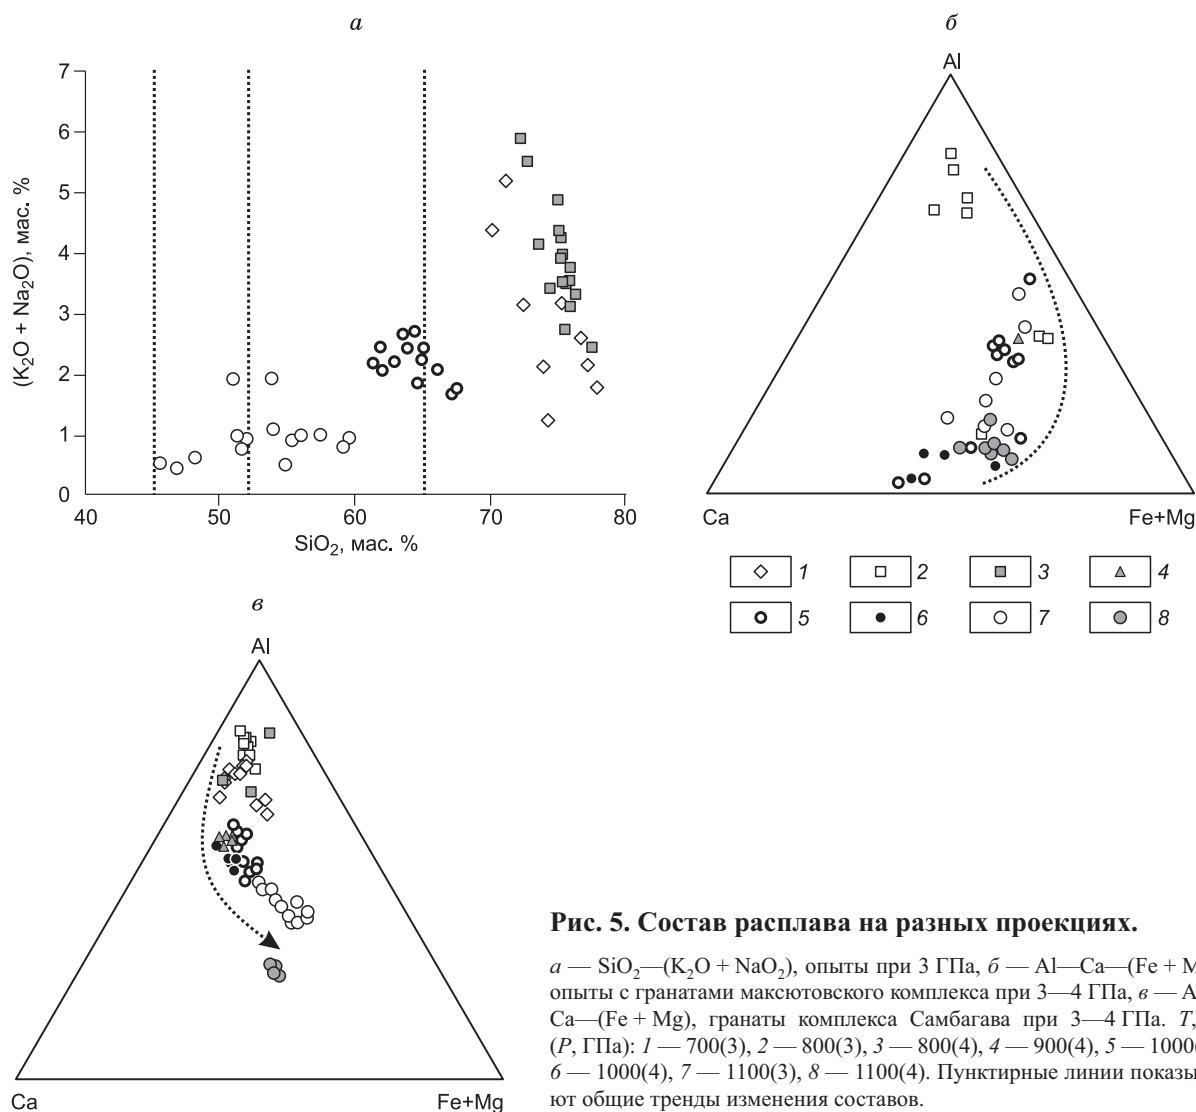 а
7
6
5
4
3
2
1
0
(K₂O + Na₂O), мас. %
40
50
60
70
80
SiO₂, мас. %
б
Al
Ca
Fe+Mg
1
2
3
4
5
6
7
8
в
Al
Ca
Fe+Mg
Рис. 5. Состав расплава на разных проекциях.
а — SiO₂—(K₂O + NaO₂), опыты при 3 ГПа, б — Al—Ca—(Fe + M
опыты с гранатами максютовского комплекса при 3—4 ГПа, в — A
Ca—(Fe + Mg), гранаты комплекса Самбагава при 3—4 ГПа. T,
(P, ГПа): 1 — 700(3), 2 — 800(3), 3 — 800(4), 4 — 900(4), 5 — 1000(
6 — 1000(4), 7 — 1100(3), 8 — 1100(4). Пунктирные линии показы-
ют общие тренды изменения составов.